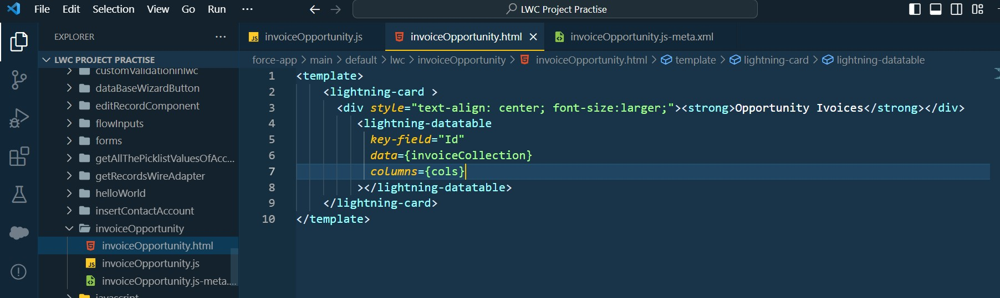 File Edit Selection View Go Run ··· LWC Project Practise
EXPLORER ···
LWC PROJECT PRACTISE
customValidationInlwc
dataBaseWizardButton
editRecordComponent
flowInputs
forms
getAllThePicklistValuesOfAcc...
getRecordsWireAdapter
helloWorld
insertContactAccount
invoiceOpportunity
invoiceOpportunity.html
JS invoiceOpportunity.js
invoiceOpportunity.js-meta....
javascript
JS invoiceOpportunity.js invoiceOpportunity.html × invoiceOpportunity.js-meta.xml
force-app > main > default > lwc > invoiceOpportunity > invoiceOpportunity.html > template > lightning-card > lightning-datatable
1 <template>
2 <lightning-card >
3 <div style="text-align: center; font-size:larger;"><strong>Opportunity Ivoices</strong></div>
4 <lightning-datatable
5 key-field="Id"
6 data={invoiceCollection}
7 columns={cols}
8 ></lightning-datatable>
9 </lightning-card>
10 </template>